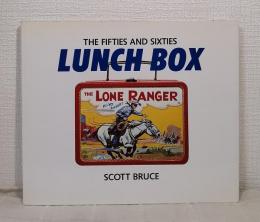 THE FIFTIES AND SIXTIES
LUNCH BOX
THE LONE RANGER
SCOTT BRUCE